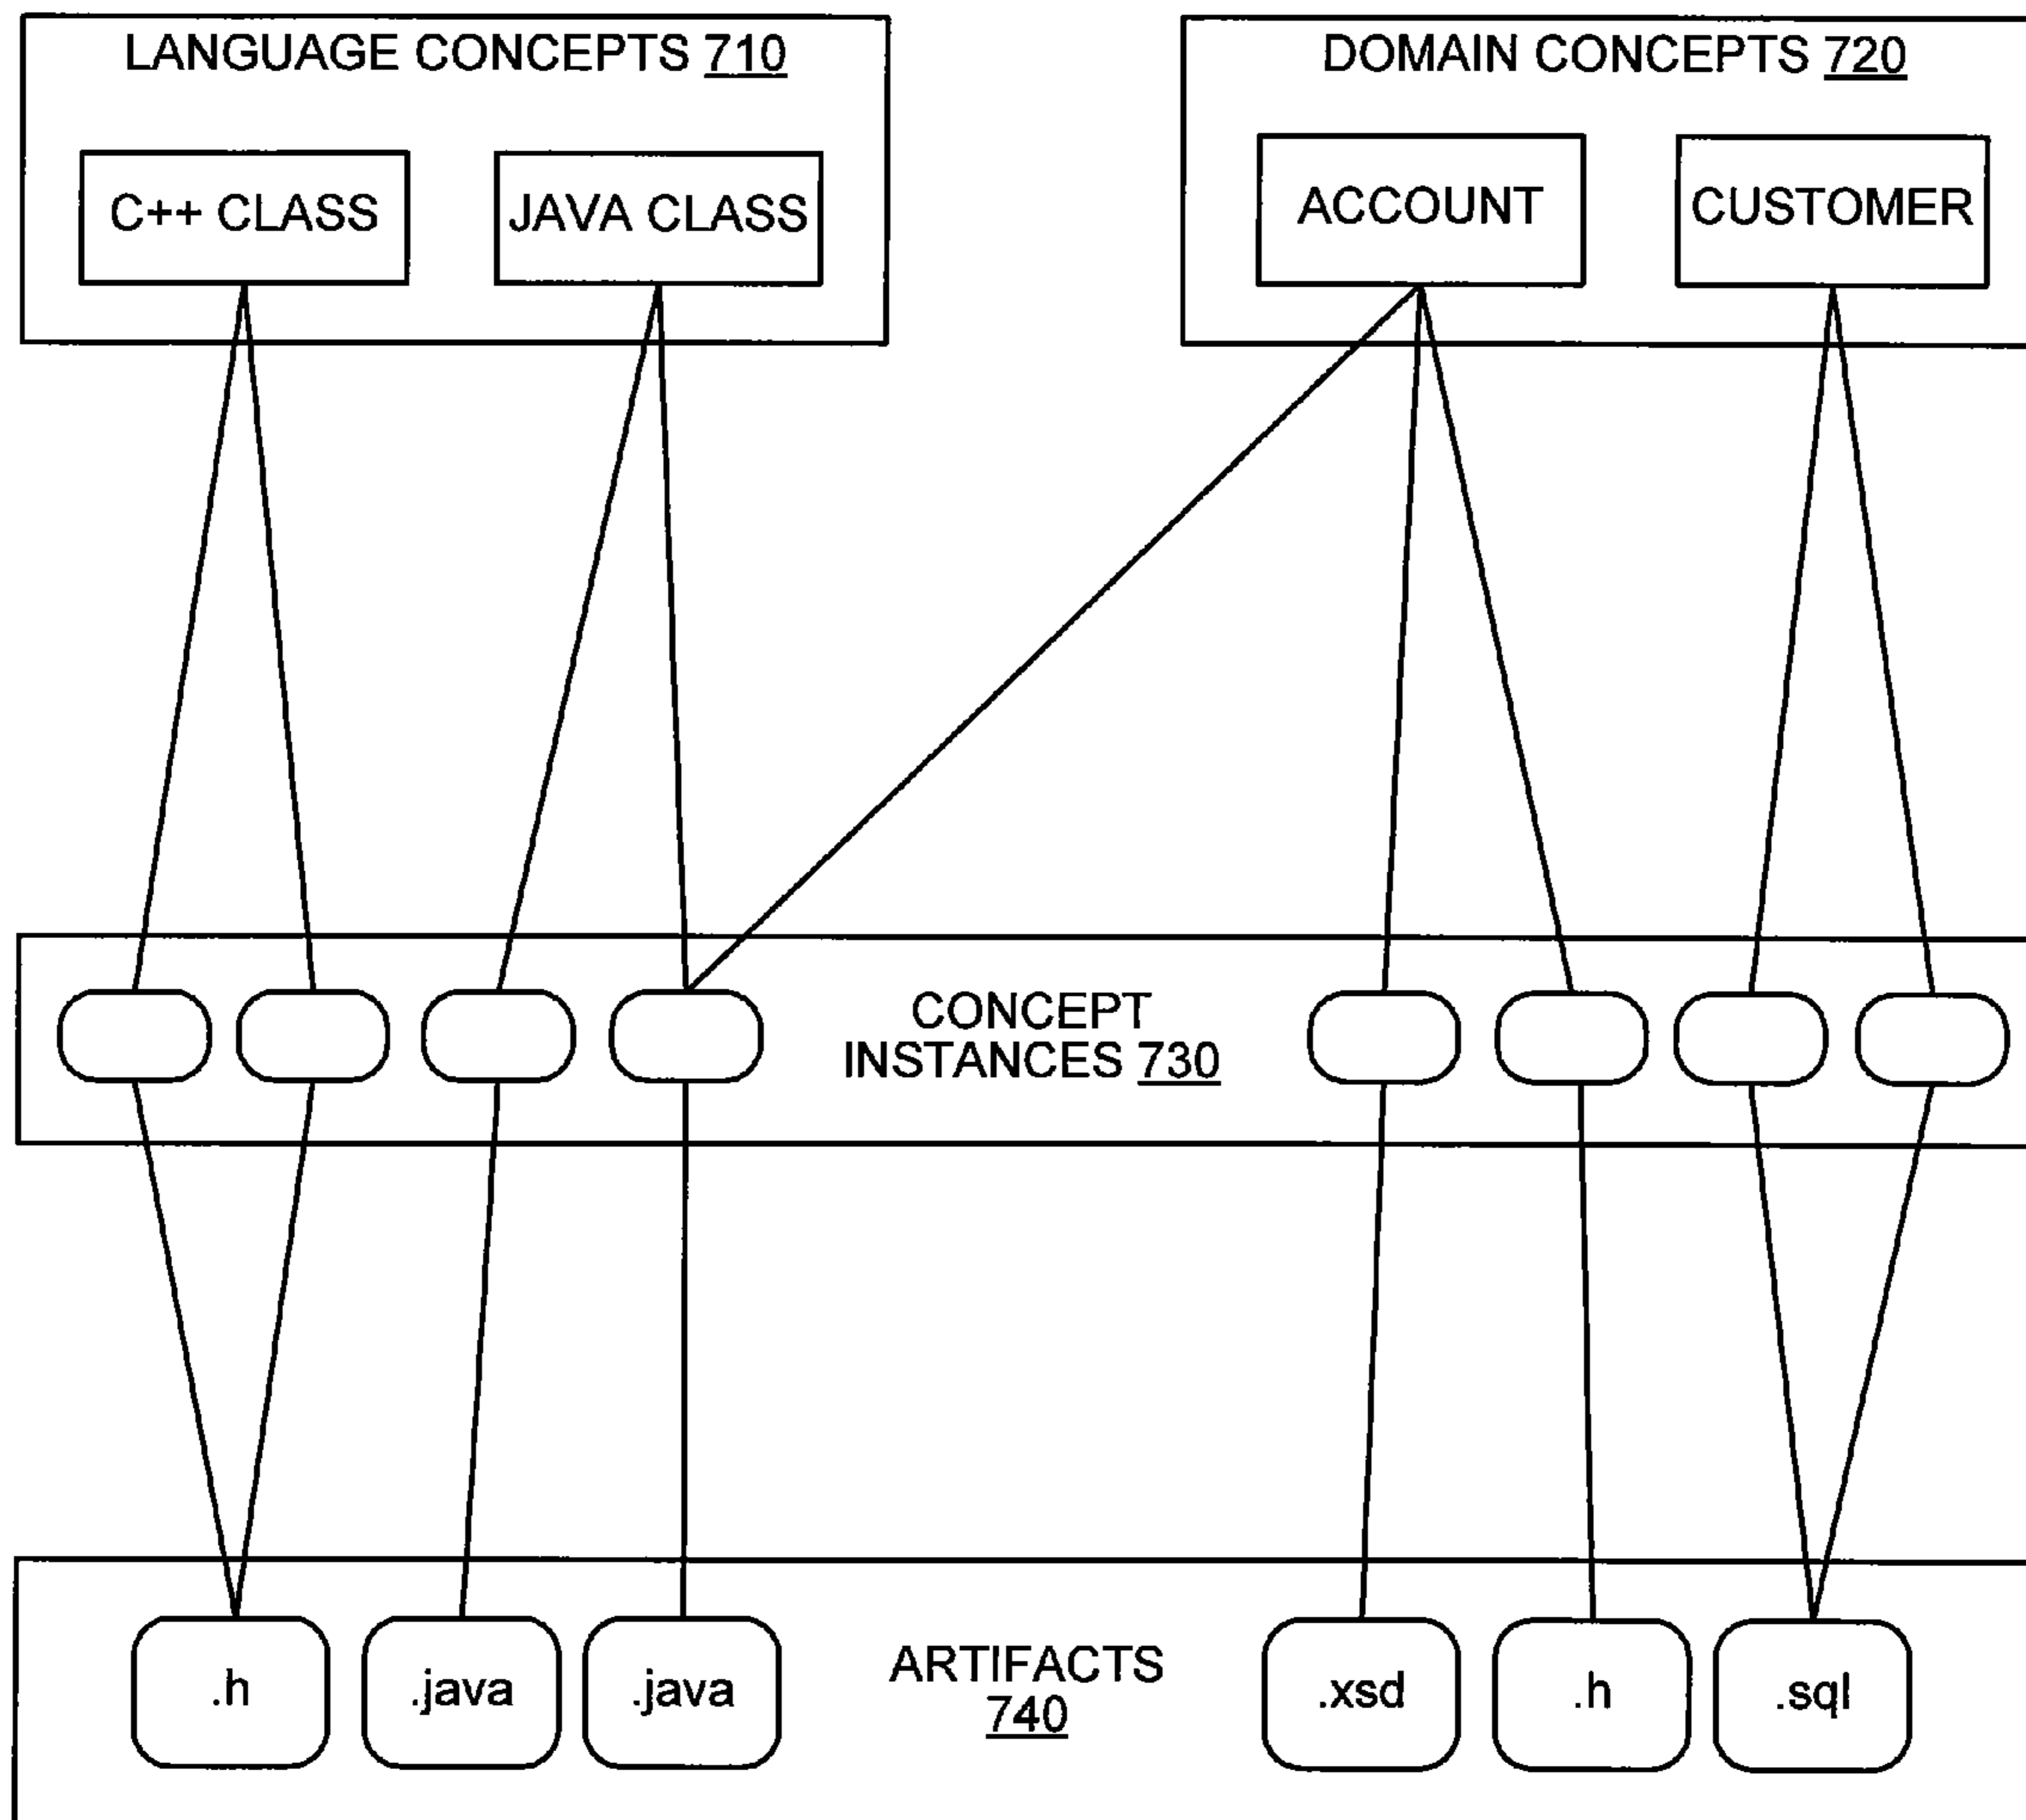 LANGUAGE CONCEPTS 710
DOMAIN CONCEPTS 720
C++ CLASS
JAVA CLASS
ACCOUNT
CUSTOMER
CONCEPT
INSTANCES 730
.h
.java
.java
ARTIFACTS
740
.xsd
.h
.sql